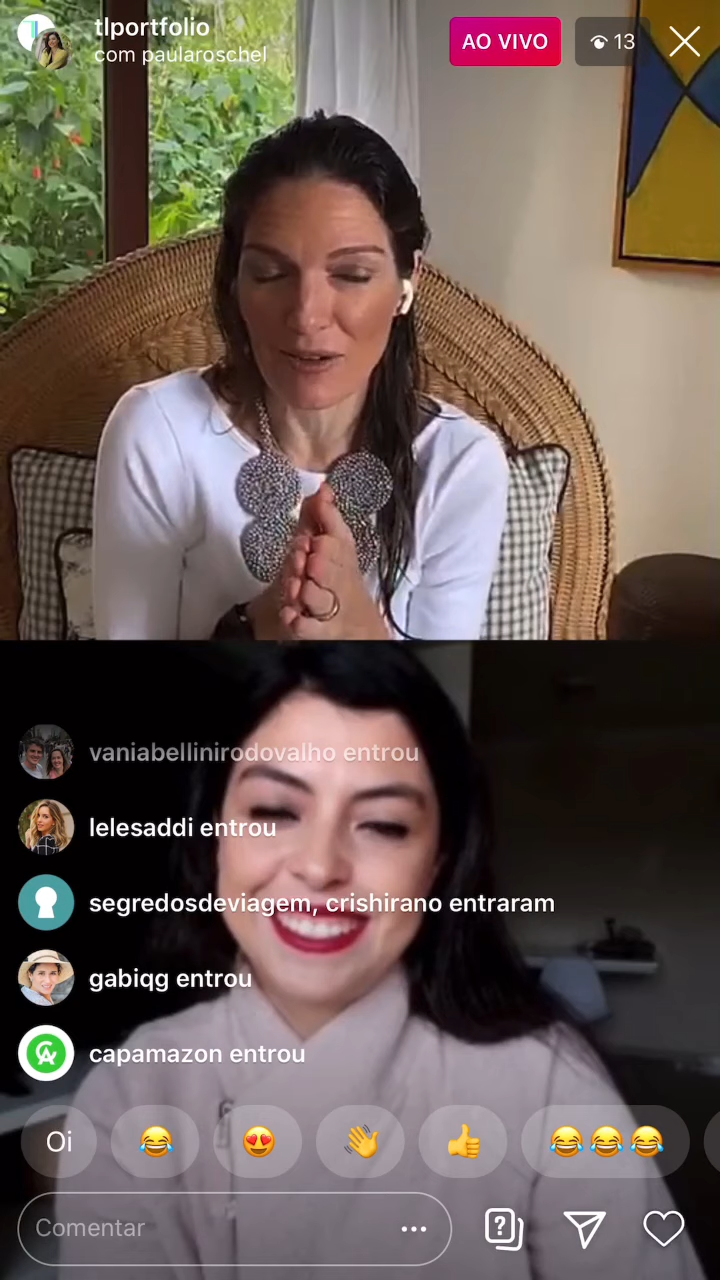 tlportfolio
com paularoschel
AO VIVO
13
vaniabellinirodovalho entrou
lelesaddi entrou
segredosdeviagem, crishirano entraram
gabiqg entrou
capamazon entrou
Oi
Comentar